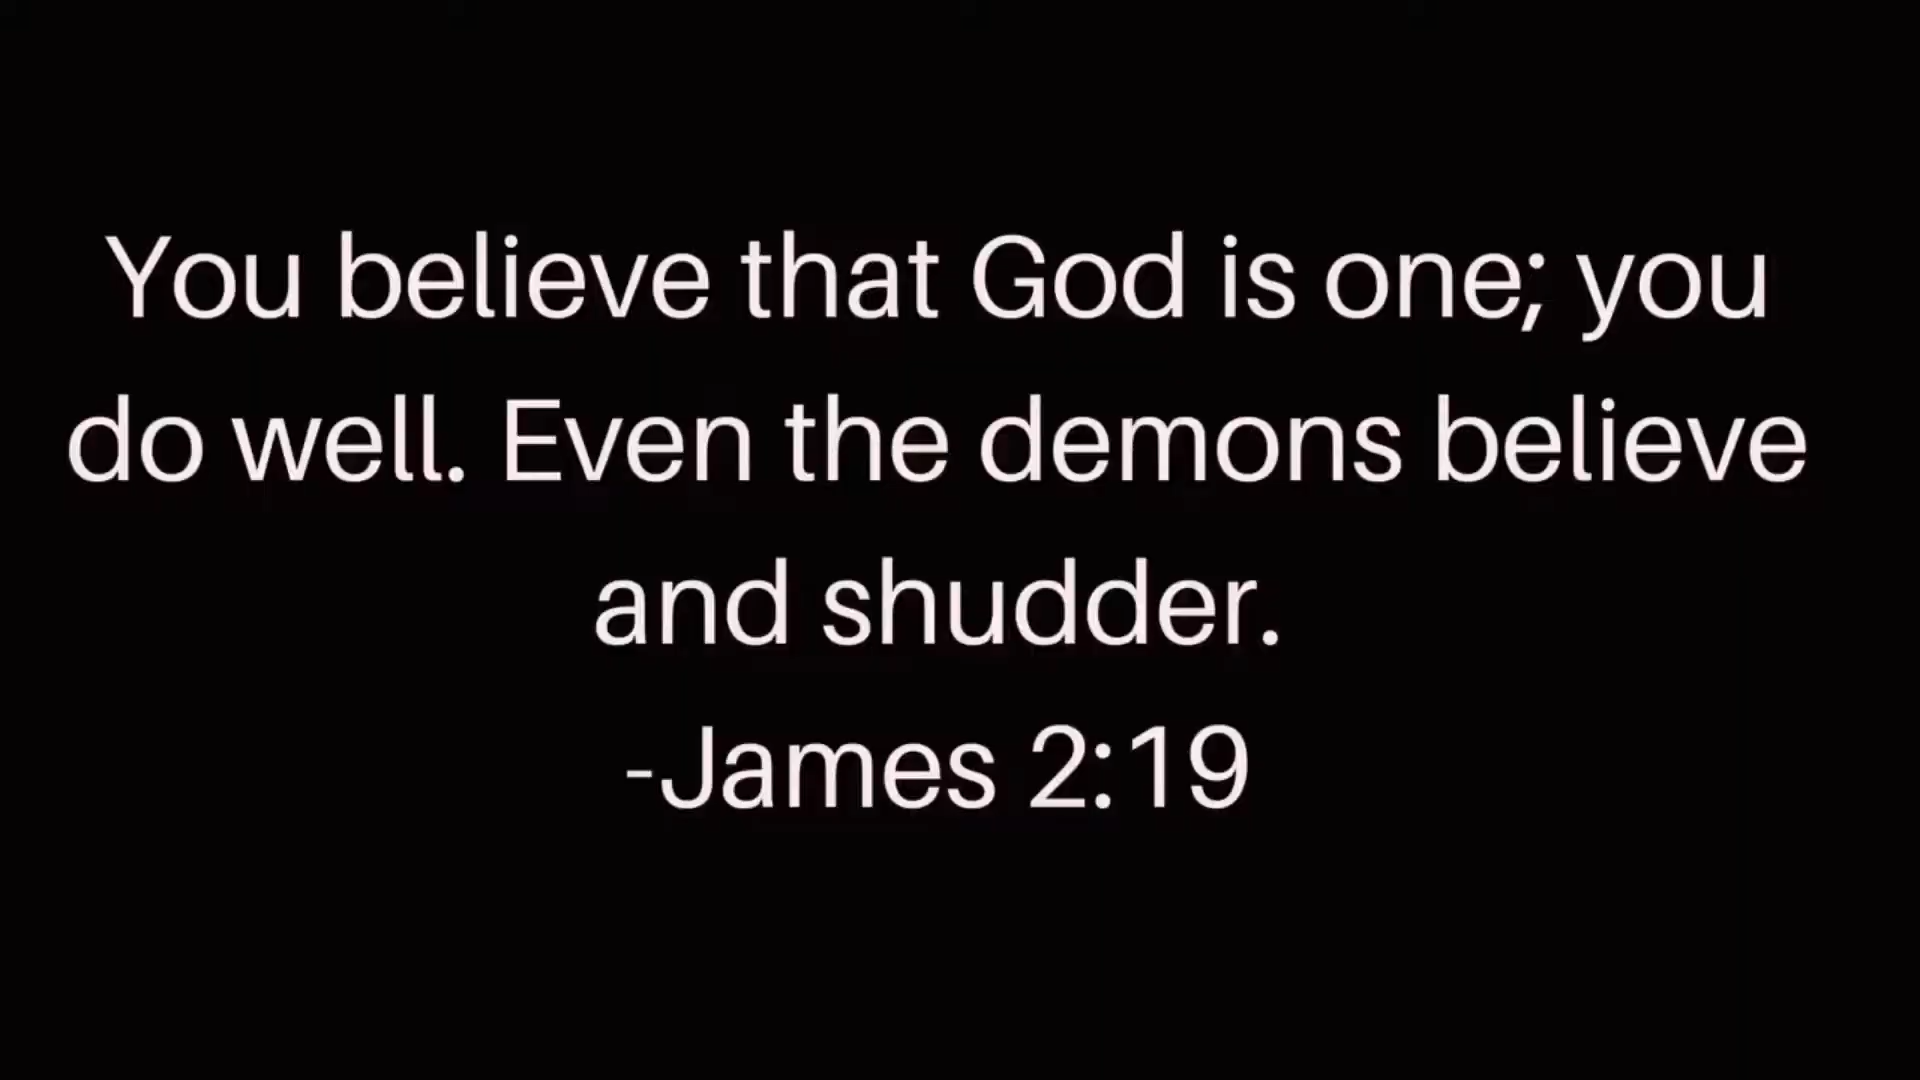 You believe that God is one; you
do well. Even the demons believe
and shudder.
-James 2:19